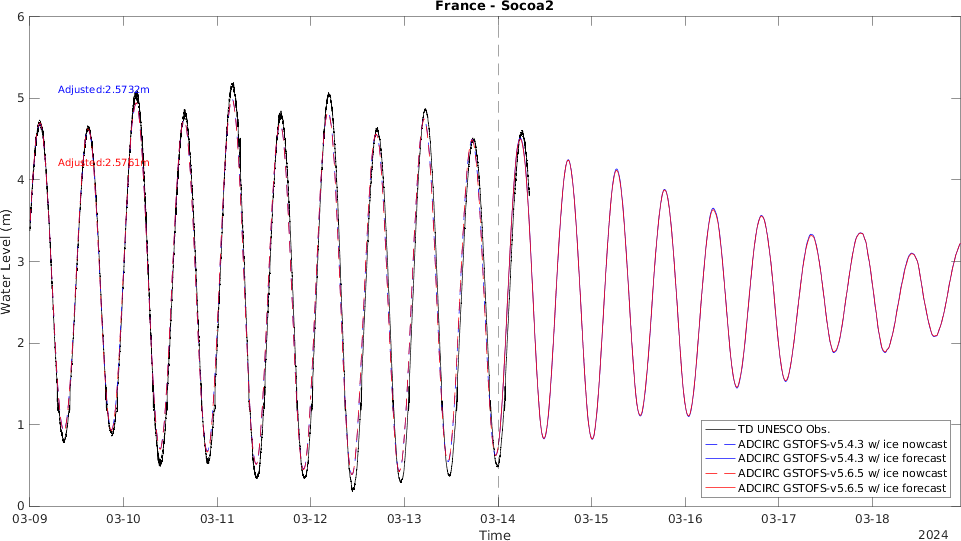 France - Socoa2
6
5
4
3
2
1
0
Water Level (m)
Adjusted:2.5732m
Adjusted:2.5761m
TD UNESCO Obs.
ADCIRC GSTOFS-v5.4.3 w/ ice nowcast
ADCIRC GSTOFS-v5.4.3 w/ ice forecast
ADCIRC GSTOFS-v5.6.5 w/ ice nowcast
ADCIRC GSTOFS-v5.6.5 w/ ice forecast
03-09 03-10 03-11 03-12 03-13 03-14 03-15 03-16 03-17 03-18
Time
2024